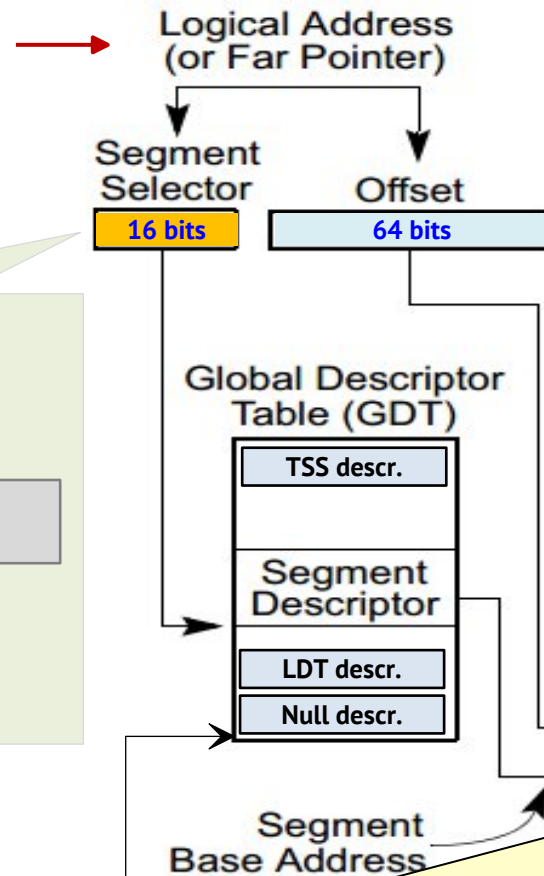 Logical Address
(or Far Pointer)
Segment
Selector
Offset
16 bits
64 bits
Global Descriptor
Table (GDT)
TSS descr.
Segment
Descriptor
LDT descr.
Null descr.
Segment
Base Address